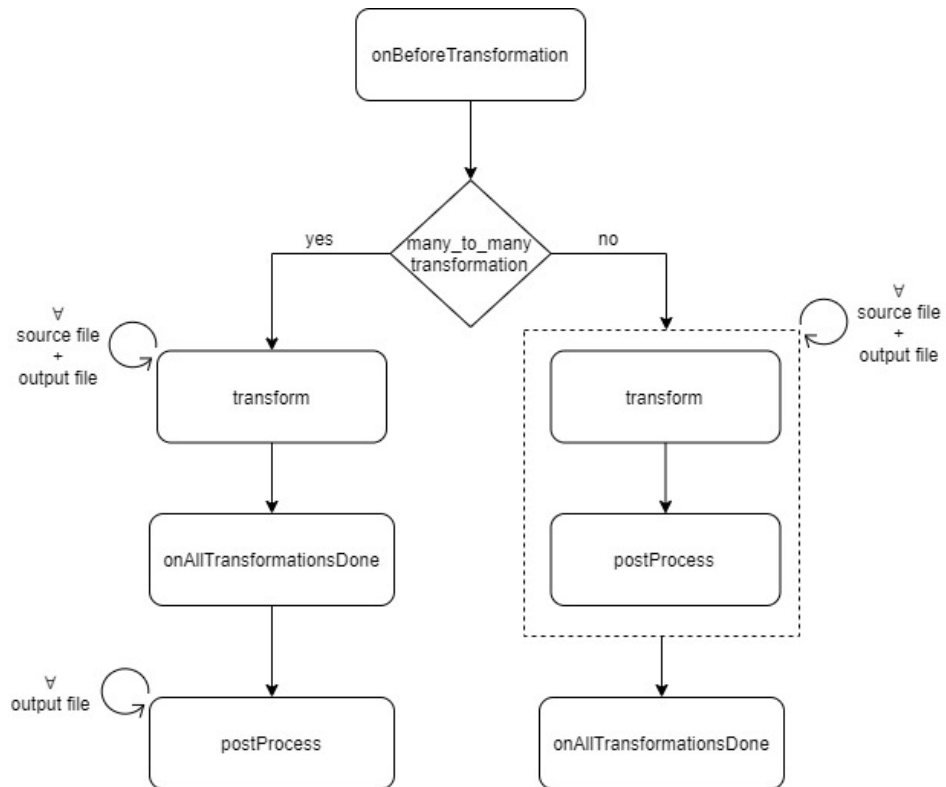 onBeforeTransformation
many_to_many
transformation
yes
no
∀
source file
+
output file
transform
onAllTransformationsDone
∀
output file
postProcess
∀
source file
+
output file
transform
postProcess
onAllTransformationsDone